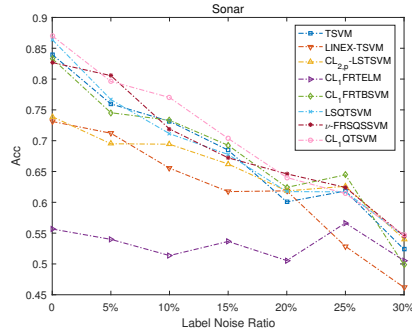 Sonar
0.9
0.85
0.8
0.75
0.7
0.65
0.6
0.55
0.5
0.45
Acc
TSVM
LINEX-TSVM
CL2,p-LSTSVM
CL1FRTELM
CL1FRTBSVM
LSQTSVM
ν-FRSQSSVM
CL1QTSVM
0 5% 10% 15% 20% 25% 30%
Label Noise Ratio